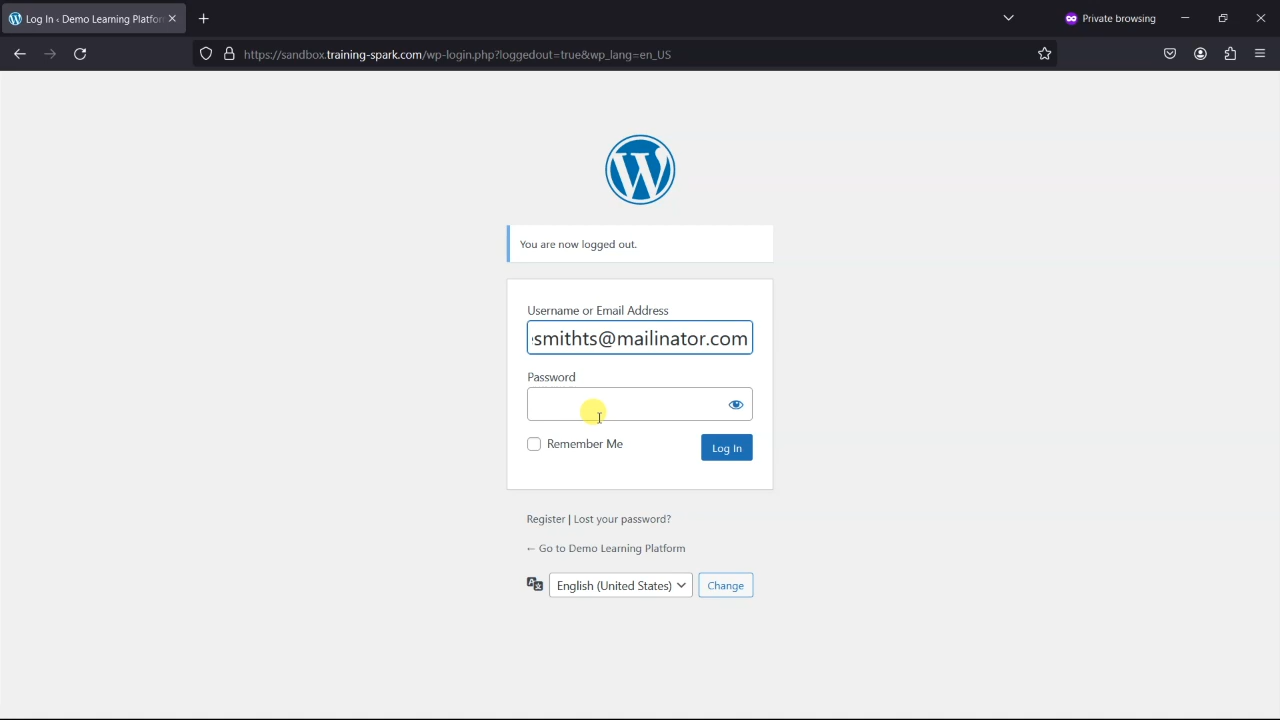 Log In ‹ Demo Learning Platfor
Private browsing
https://sandbox.training-spark.com/wp-login.php?loggedout=true&wp_lang=en_US
You are now logged out.
Username or Email Address
smithts@mailinator.com
Password
Remember Me
Log In
Register | Lost your password?
← Go to Demo Learning Platform
English (United States)
Change